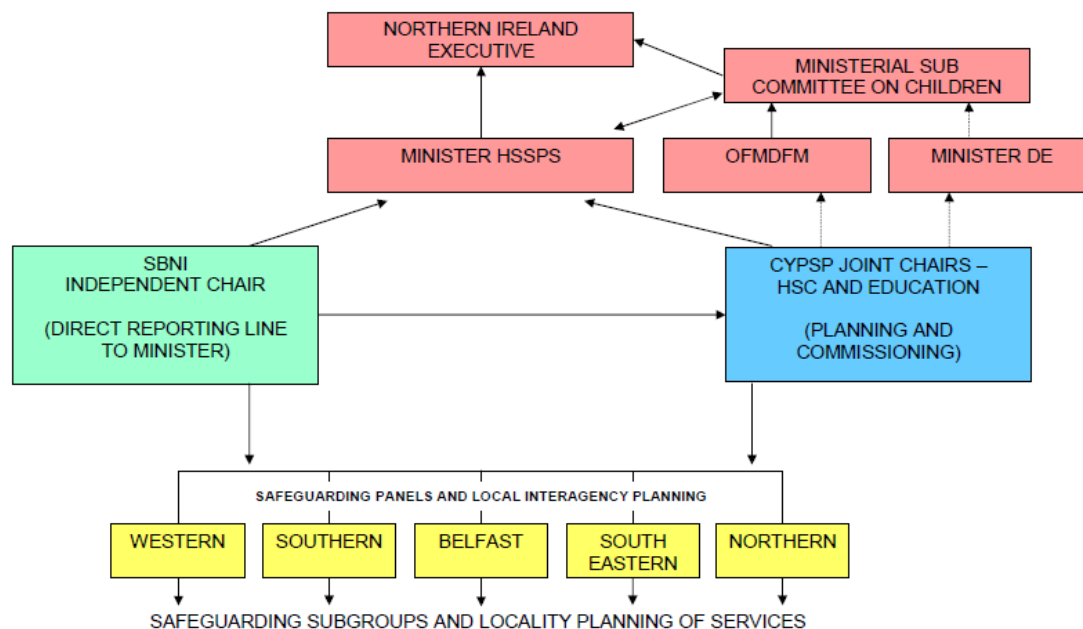 NORTHERN IRELAND
EXECUTIVE
MINISTERIAL SUB
COMMITTEE ON CHILDREN
MINISTER HSSPS
OFMDFM
MINISTER DE
SBNI
INDEPENDENT CHAIR
(DIRECT REPORTING LINE
TO MINISTER)
CYPSP JOINT CHAIRS –
HSC AND EDUCATION
(PLANNING AND
COMMISSIONING)
SAFEGUARDING PANELS AND LOCAL INTERAGENCY PLANNING
WESTERN
SOUTHERN
BELFAST
SOUTH
EASTERN
NORTHERN
SAFEGUARDING SUBGROUPS AND LOCALITY PLANNING OF SERVICES